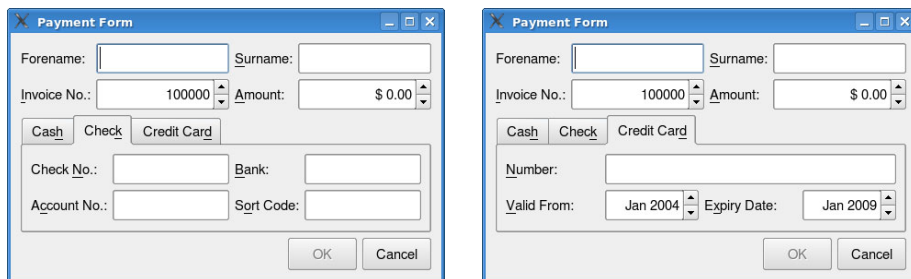 Payment Form
Forename: Surname:
Invoice No.: 100000 Amount: $ 0.00
Cash Check Credit Card
Check No.: Bank:
Account No.: Sort Code:
OK Cancel
Payment Form
Forename: Surname:
Invoice No.: 100000 Amount: $ 0.00
Cash Check Credit Card
Number:
Valid From: Jan 2004 Expiry Date: Jan 2009
OK Cancel